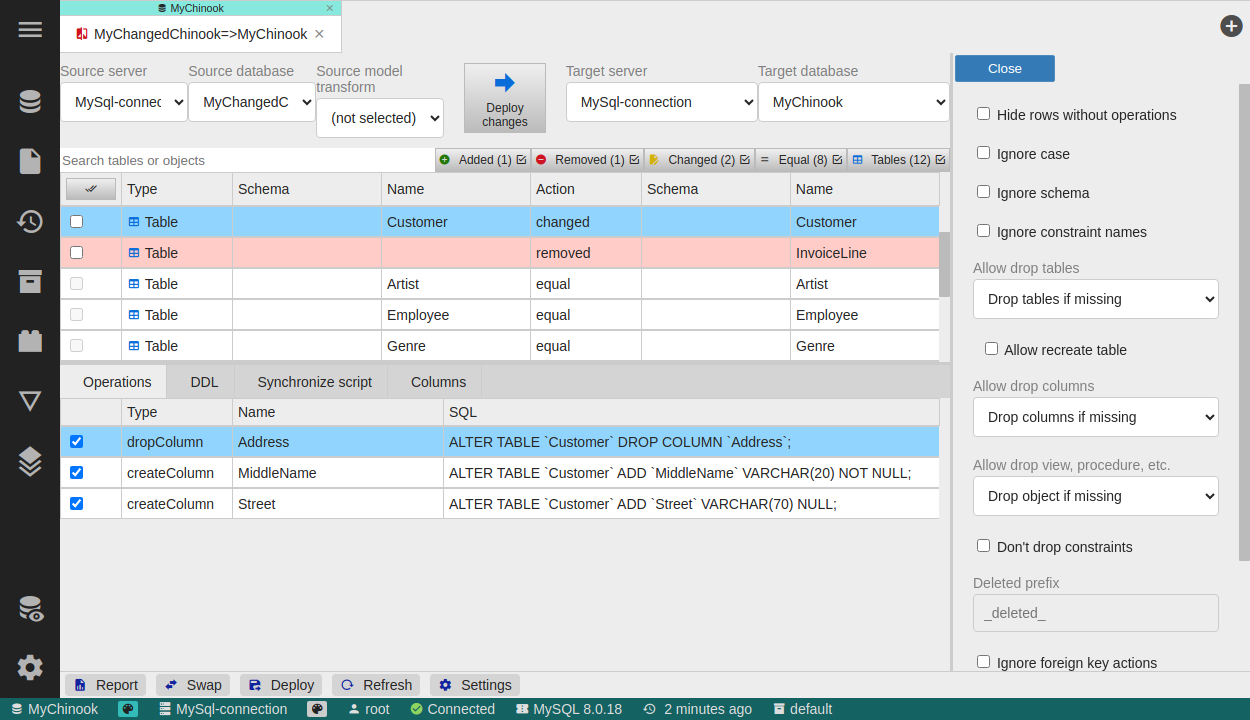 MyChinook
MyChangedChinook=>MyChinook
Source server
Source database
Source model transform
Target server
Target database
MySql-connec
MyChangedC
(not selected)
Deploy changes
MySql-connection
MyChinook
Search tables or objects
Added (1)
Removed (1)
Changed (2)
Equal (8)
Tables (12)
Type Schema Name Action Schema Name
Table Customer changed Customer
Table removed InvoiceLine
Table Artist equal Artist
Table Employee equal Employee
Table Genre equal Genre
Operations DDL Synchronize script Columns
Type Name SQL
dropColumn Address ALTER TABLE `Customer` DROP COLUMN `Address`;
createColumn MiddleName ALTER TABLE `Customer` ADD `MiddleName` VARCHAR(20) NOT NULL;
createColumn Street ALTER TABLE `Customer` ADD `Street` VARCHAR(70) NULL;
Close
Hide rows without operations
Ignore case
Ignore schema
Ignore constraint names
Allow drop tables
Drop tables if missing
Allow recreate table
Allow drop columns
Drop columns if missing
Allow drop view, procedure, etc.
Drop object if missing
Don't drop constraints
Deleted prefix
_deleted_
Ignore foreign key actions
Report Swap Deploy Refresh Settings
MyChinook MySql-connection root Connected MySQL 8.0.18 2 minutes ago default